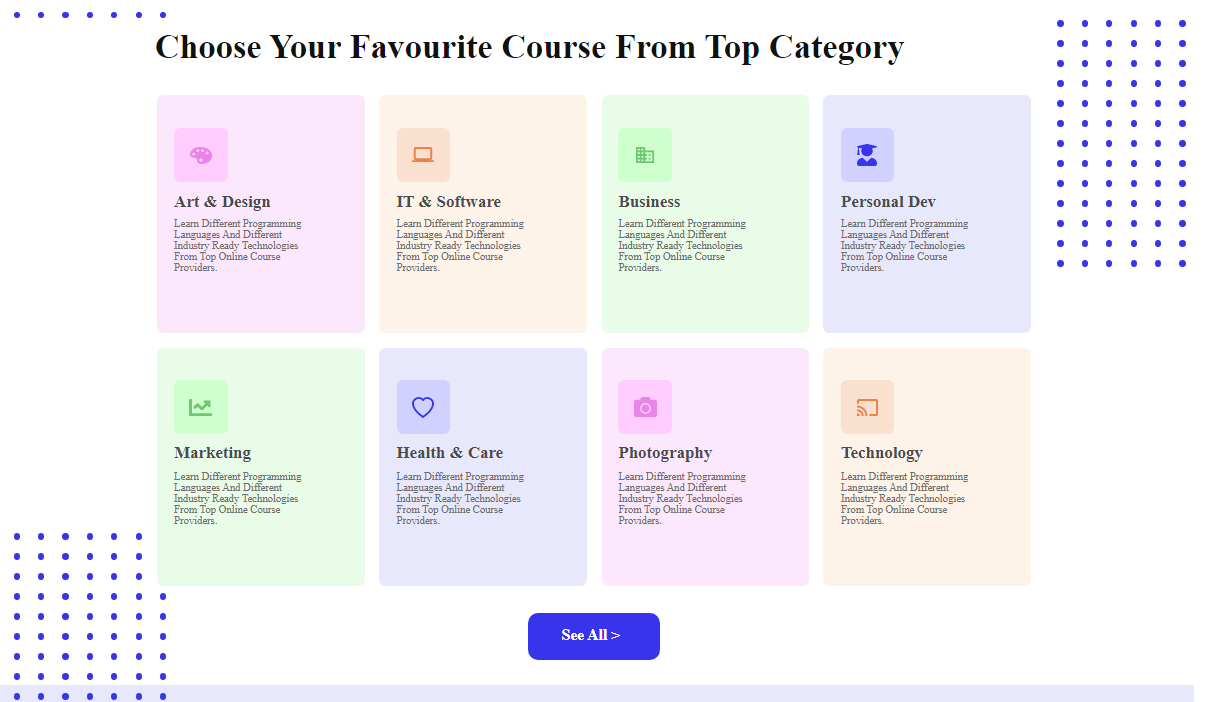 Choose Your Favourite Course From Top Category
Art & Design
Learn Different Programming
Languages And Different
Industry Ready Technologies
From Top Online Course
Providers.
IT & Software
Learn Different Programming
Languages And Different
Industry Ready Technologies
From Top Online Course
Providers.
Business
Learn Different Programming
Languages And Different
Industry Ready Technologies
From Top Online Course
Providers.
Personal Dev
Learn Different Programming
Languages And Different
Industry Ready Technologies
From Top Online Course
Providers.
Marketing
Learn Different Programming
Languages And Different
Industry Ready Technologies
From Top Online Course
Providers.
Health & Care
Learn Different Programming
Languages And Different
Industry Ready Technologies
From Top Online Course
Providers.
Photography
Learn Different Programming
Languages And Different
Industry Ready Technologies
From Top Online Course
Providers.
Technology
Learn Different Programming
Languages And Different
Industry Ready Technologies
From Top Online Course
Providers.
See All >